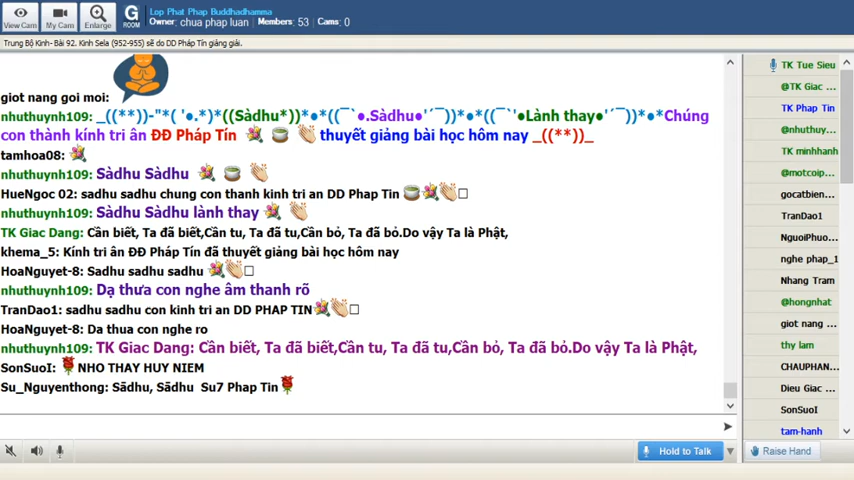 View Cam
My Cam
Enlarge
G
ROOM
Lop Phat Phap Buddhadhamma
Owner: chua phap luan Members: 53 Cams: 0
Trung Bộ Kinh- Bài 92. Kinh Sela (952-955) sẽ do DD Pháp Tín giảng giải.
giot nang goi moi:
nhuthuynh109: _((**))-"*( '●.*)*((Sàdhu*))*●*((¯`●.Sàdhu●'´¯))*●*((¯`'●Lành thay●'´¯))*●*Chúng
con thành kính tri ân ĐĐ Pháp Tín thuyết giảng bài học hôm nay _((**))_
tamhoa08:
nhuthuynh109: Sàdhu Sàdhu
HueNgoc 02: sadhu sadhu chung con thanh kinh tri an DD Phap Tin
nhuthuynh109: Sàdhu Sàdhu lành thay
TK Giac Dang: Cần biết, Ta đã biết,Cần tu, Ta đã tu,Cần bỏ, Ta đã bỏ.Do vậy Ta là Phật,
khema_5: Kính tri ân ĐĐ Pháp Tín đã thuyết giảng bài học hôm nay
HoaNguyet-8: Sadhu sadhu sadhu
nhuthuynh109: Dạ thưa con nghe âm thanh rõ
TranDao1: sadhu sadhu con kinh tri an DD PHAP TIN
HoaNguyet-8: Da thua con nghe ro
nhuthuynh109: TK Giac Dang: Cần biết, Ta đã biết,Cần tu, Ta đã tu,Cần bỏ, Ta đã bỏ.Do vậy Ta là Phật,
SonSuoI: NHO THAY HUY NIEM
Su_Nguyenthong: Sãdhu, Sãdhu Su7 Phap Tin
Hold to Talk
TK Tue Sieu
@TK Giac ...
TK Phap Tin
@nhuthuy...
TK minhhanh
@motcoip...
gocatbien...
TranDao1
NguoiPhuo...
nghe phap_1
Nhang Tram
@hongnhat
giot nang ...
thy lam
CHAUPHAN...
Dieu Giac ...
SonSuoI
tam-hanh
Raise Hand